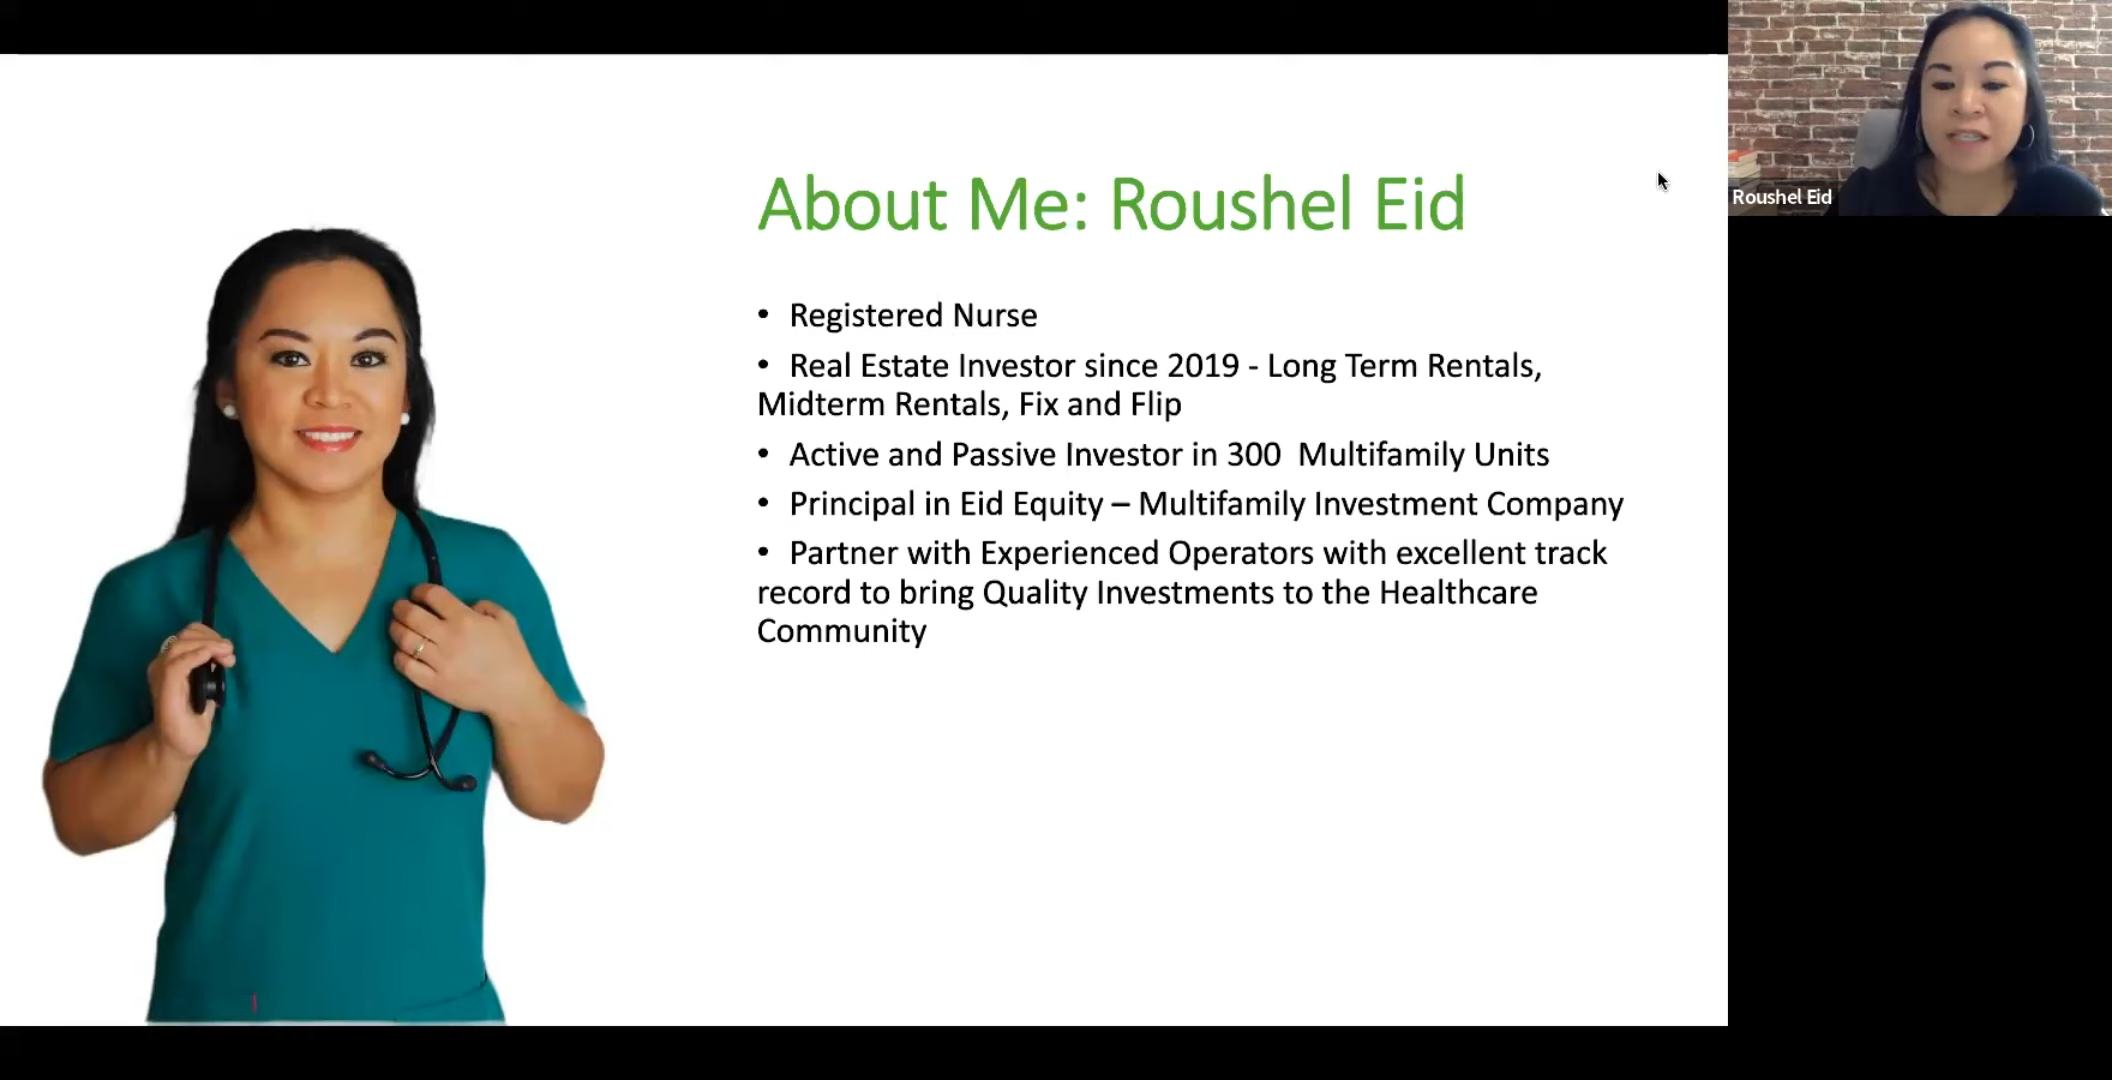 About Me: Roushel Eid
• Registered Nurse
• Real Estate Investor since 2019 - Long Term Rentals,
Midterm Rentals, Fix and Flip
• Active and Passive Investor in 300  Multifamily Units
• Principal in Eid Equity – Multifamily Investment Company
• Partner with Experienced Operators with excellent track
record to bring Quality Investments to the Healthcare
Community
Roushel Eid